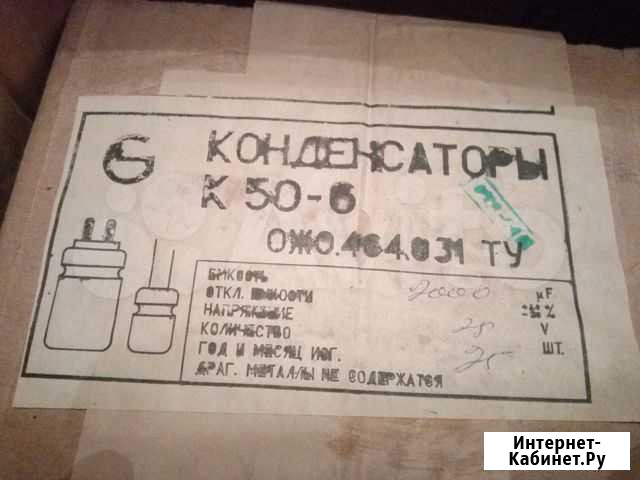 КОНДЕНСАТОРЫ
К 50-6
ОЖО.464.031 ТУ
ЕМКОСТЬ 2000 µF
ОТКЛ. ЕМКОСТИ %
НАПРЯЖЕНИЕ 25 V
КОЛИЧЕСТВО 25 ШТ.
ГОД И МЕСЯЦ ИЗГ.
ДРАГ. МЕТАЛЛЫ НЕ СОДЕРЖАТСЯ
Интернет-
Кабинет.Ру